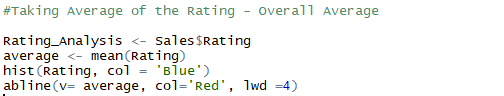 #Taking Average of the Rating - Overall Average
Rating_Analysis <- Sales$Rating
average <- mean(Rating)
hist(Rating, col = 'Blue')
abline(v= average, col='Red', lwd =4)